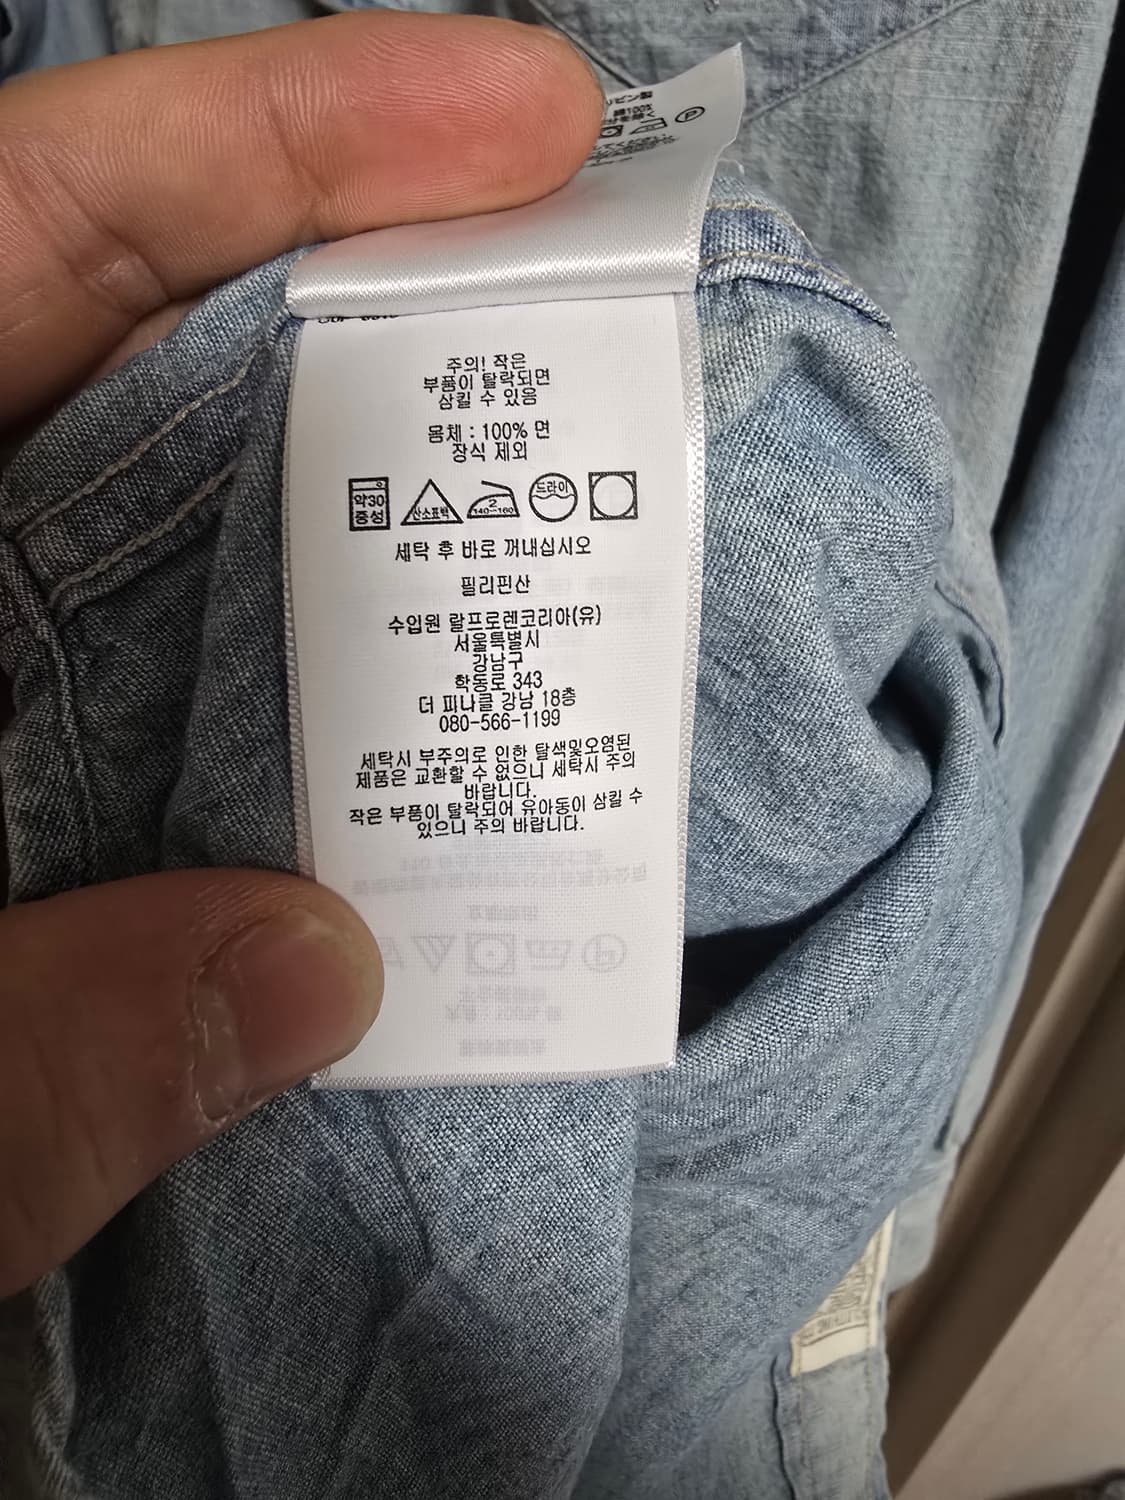 주의! 작은
부품이 탈락되면
삼킬 수 있음
몸체 : 100% 면
장식 제외
약30
중성
산소표백
2
140~160
드라이
세탁 후 바로 꺼내십시오
필리핀산
수입원 랄프로렌코리아(유)
서울특별시
강남구
학동로 343
더 피나클 강남 18층
080-566-1199
세탁시 부주의로 인한 탈색및오염된
제품은 교환할 수 없으니 세탁시 주의
바랍니다.
작은 부품이 탈락되어 유아동이 삼킬 수
있으니 주의 바랍니다.